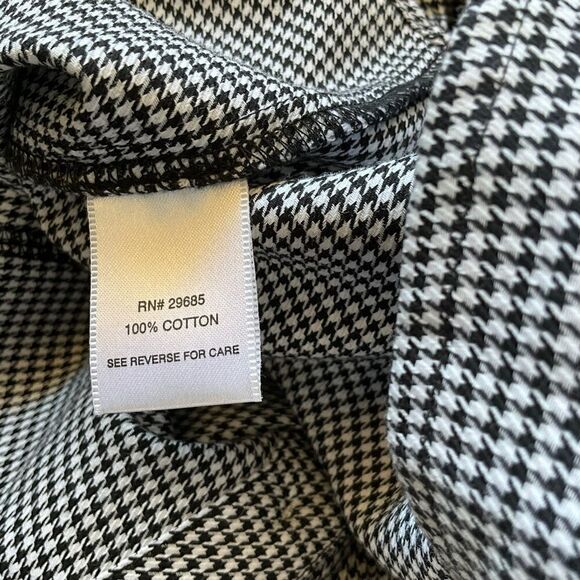 RN# 29685
100% COTTON
SEE REVERSE FOR CARE